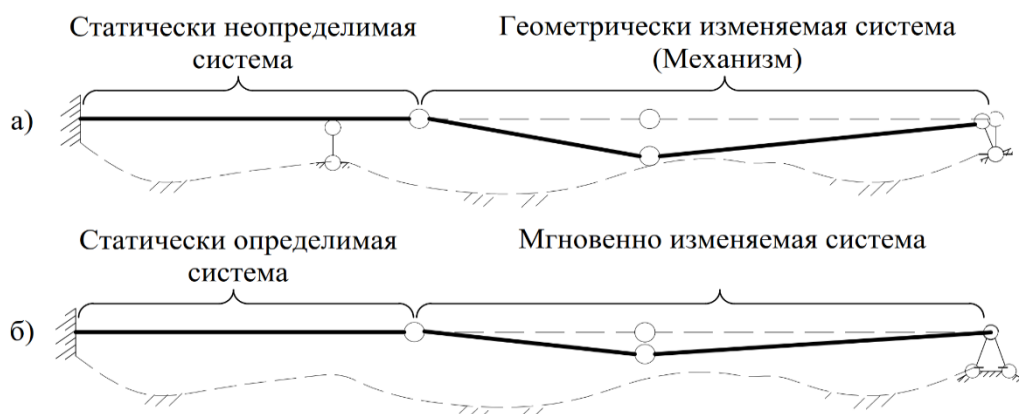 Статически неопределимая
система
Геометрически изменяемая система
(Механизм)
а)
Статически определимая
система
Мгновенно изменяемая система
б)